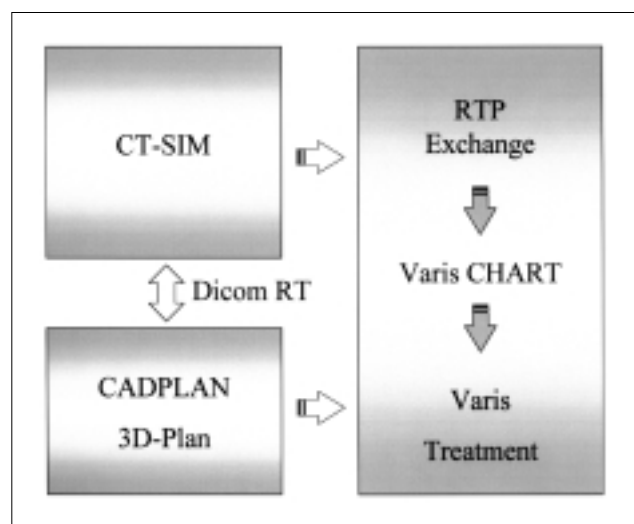 CT-SIM
Dicom RT
CADPLAN
3D-Plan
RTP
Exchange
Varis CHART
Varis
Treatment